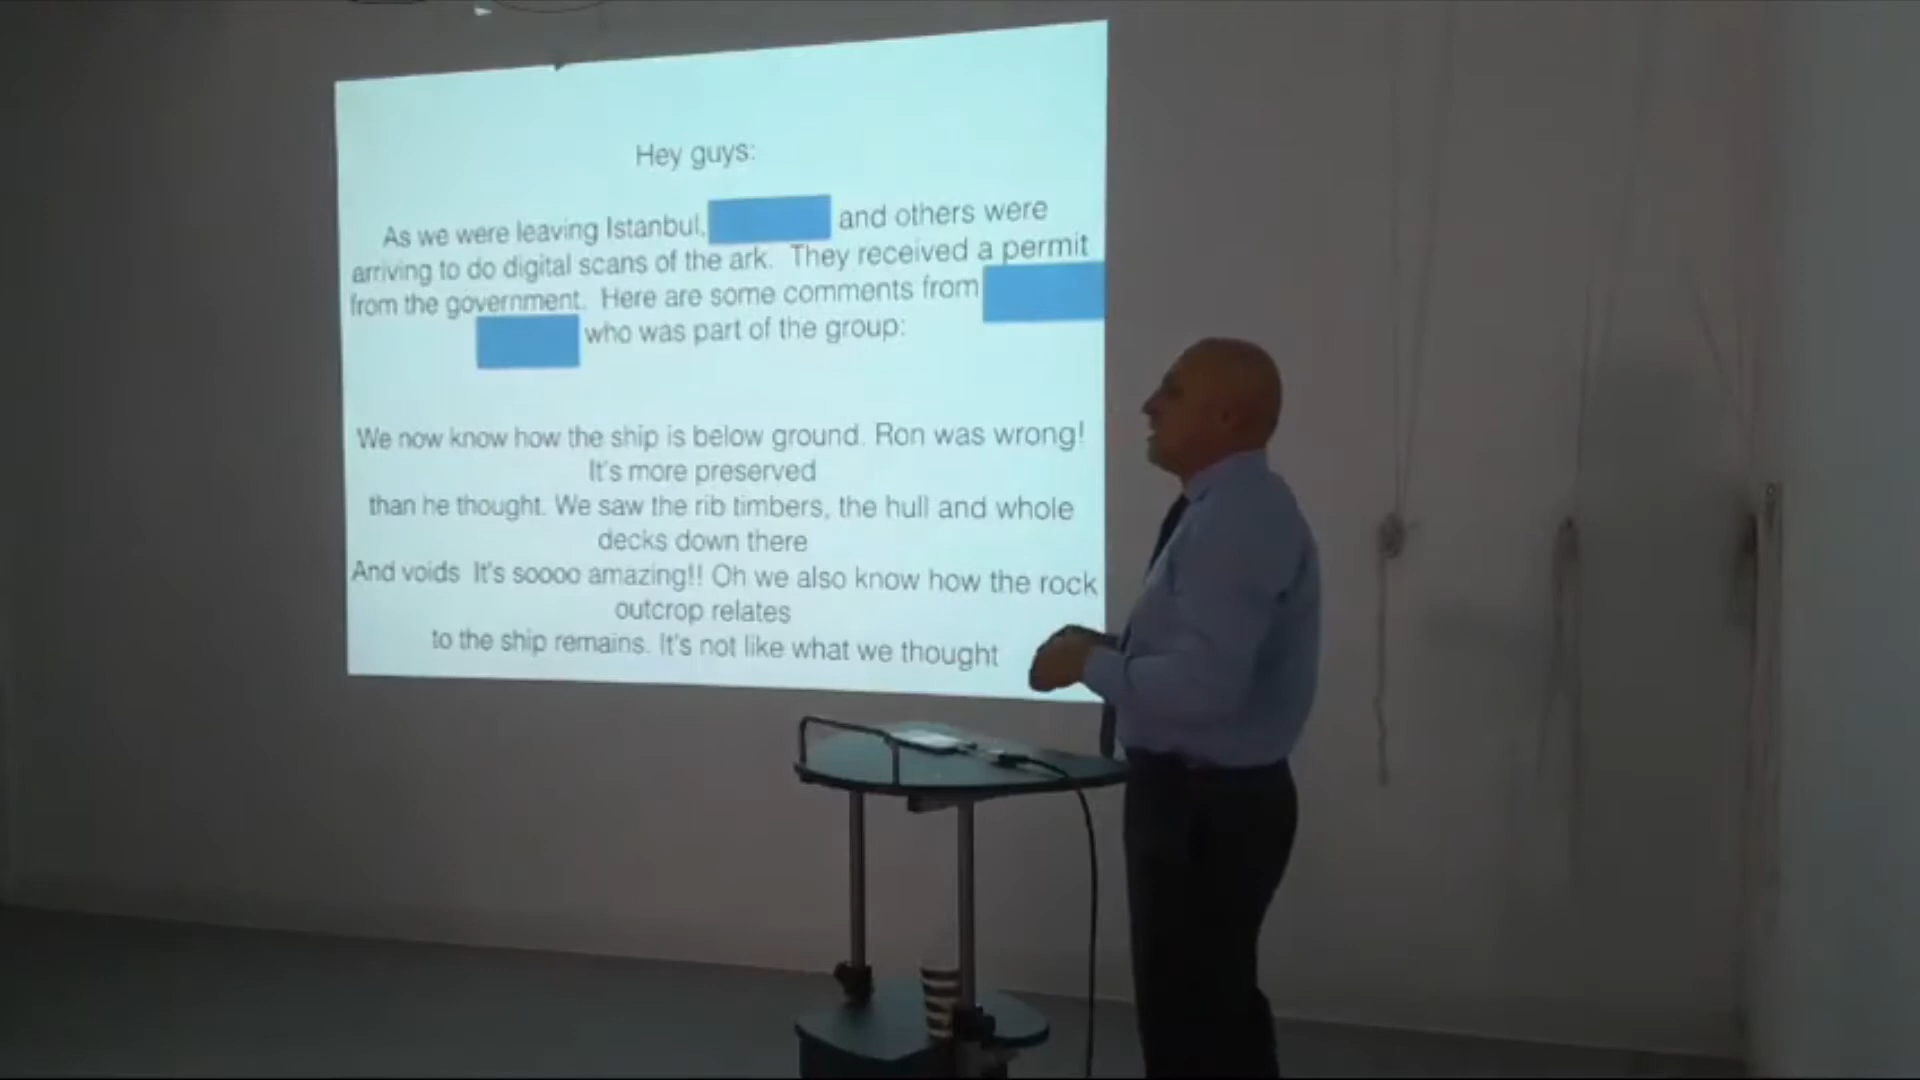 Hey guys:
As we were leaving Istanbul, and others were
arriving to do digital scans of the ark. They received a permit
from the government. Here are some comments from
who was part of the group:
We now know how the ship is below ground. Ron was wrong!
It's more preserved
than he thought. We saw the rib timbers, the hull and whole
decks down there
And voids It's soooo amazing!! Oh we also know how the rock
outcrop relates
to the ship remains. It's not like what we thought